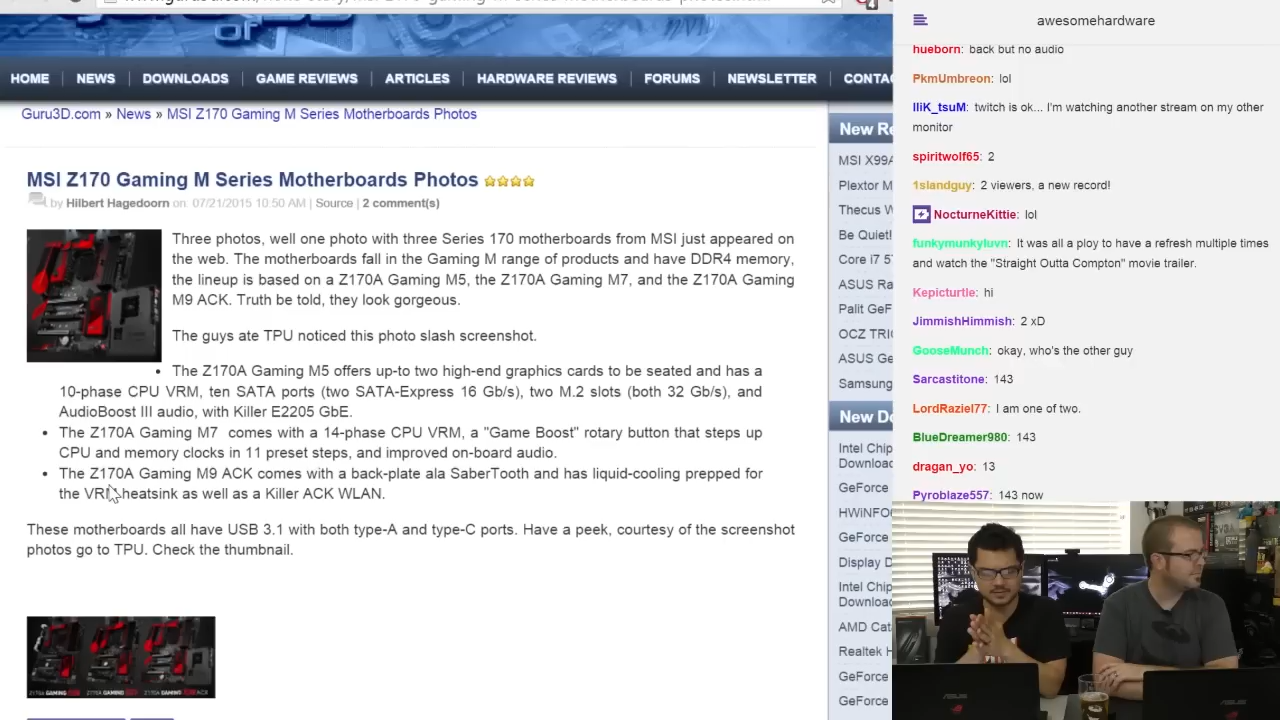 OF
HOME NEWS DOWNLOADS GAME REVIEWS ARTICLES HARDWARE REVIEWS FORUMS NEWSLETTER CONTAC
Guru3D.com » News » MSI Z170 Gaming M Series Motherboards Photos
MSI Z170 Gaming M Series Motherboards Photos
by Hilbert Hagedoorn on: 07/21/2015 10:50 AM | Source | 2 comment(s)
Three photos, well one photo with three Series 170 motherboards from MSI just appeared on
the web. The motherboards fall in the Gaming M range of products and have DDR4 memory,
the lineup is based on a Z170A Gaming M5, the Z170A Gaming M7, and the Z170A Gaming
M9 ACK. Truth be told, they look gorgeous.
The guys ate TPU noticed this photo slash screenshot.
• The Z170A Gaming M5 offers up-to two high-end graphics cards to be seated and has a
10-phase CPU VRM, ten SATA ports (two SATA-Express 16 Gb/s), two M.2 slots (both 32 Gb/s), and
AudioBoost III audio, with Killer E2205 GbE.
• The Z170A Gaming M7 comes with a 14-phase CPU VRM, a "Game Boost" rotary button that steps up
CPU and memory clocks in 11 preset steps, and improved on-board audio.
• The Z170A Gaming M9 ACK comes with a back-plate ala SaberTooth and has liquid-cooling prepped for
the VRM heatsink as well as a Killer ACK WLAN.
These motherboards all have USB 3.1 with both type-A and type-C ports. Have a peek, courtesy of the screenshot
photos go to TPU. Check the thumbnail.
New Re
MSI X99A
Plextor M
Thecus W
Be Quiet!
Core i7 57
ASUS Ra
Palit GeF
OCZ TRIO
ASUS Ge
Samsung
New Do
Intel Chip
Downloa
GeForce
HWiNFO
GeForce
Display D
Intel Chip
Downloa
AMD Cata
Realtek H
GeForce
GeForce
awesomehardware
hueborn: back but no audio
PkmUmbreon: lol
IliK_tsuM: twitch is ok... I'm watching another stream on my other
monitor
spiritwolf65: 2
1slandguy: 2 viewers, a new record!
NocturneKittie: lol
funkymunkyluvn: It was all a ploy to have a refresh multiple times
and watch the "Straight Outta Compton" movie trailer.
Kepicturtle: hi
JimmishHimmish: 2 xD
GooseMunch: okay, who's the other guy
Sarcastitone: 143
LordRaziel77: I am one of two.
BlueDreamer980: 143
dragan_yo: 13
Pyroblaze557: 143 now
ASUS
ASUS